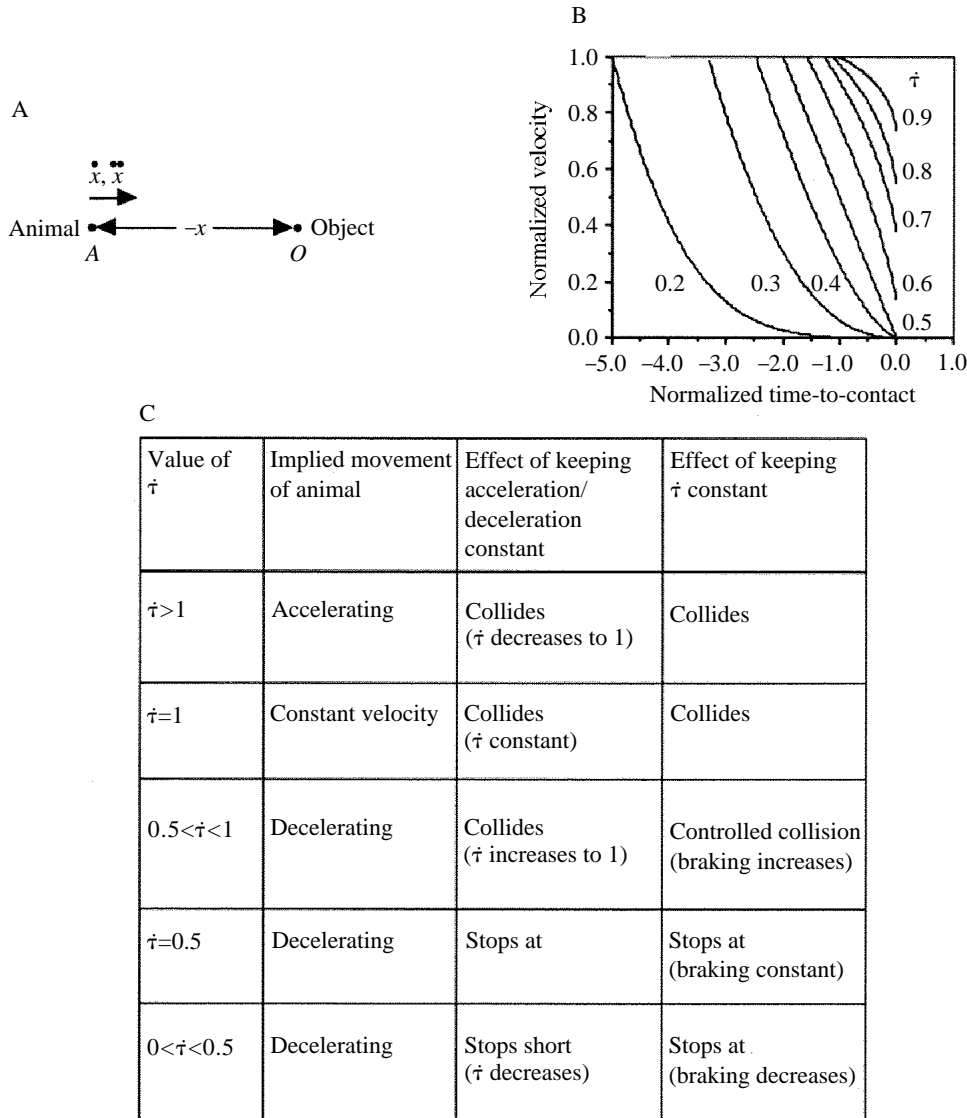 A
ẋ, ẍ
Animal
–x
Object
A
O
B
1.0
0.8
0.6
0.4
0.2
0.0
Normalized velocity
τ̇
0.9
0.8
0.7
0.6
0.5
0.2
0.3
0.4
–5.0 –4.0 –3.0 –2.0 –1.0 0.0 1.0
Normalized time-to-contact
C
Value of
τ̇
Implied movement
of animal
Effect of keeping
acceleration/
deceleration
constant
Effect of keeping
τ̇ constant
τ̇>1
Accelerating
Collides
(τ̇ decreases to 1)
Collides
τ̇=1
Constant velocity
Collides
(τ̇ constant)
Collides
0.5<τ̇<1
Decelerating
Collides
(τ̇ increases to 1)
Controlled collision
(braking increases)
τ̇=0.5
Decelerating
Stops at
Stops at
(braking constant)
0<τ̇<0.5
Decelerating
Stops short
(τ̇ decreases)
Stops at
(braking decreases)